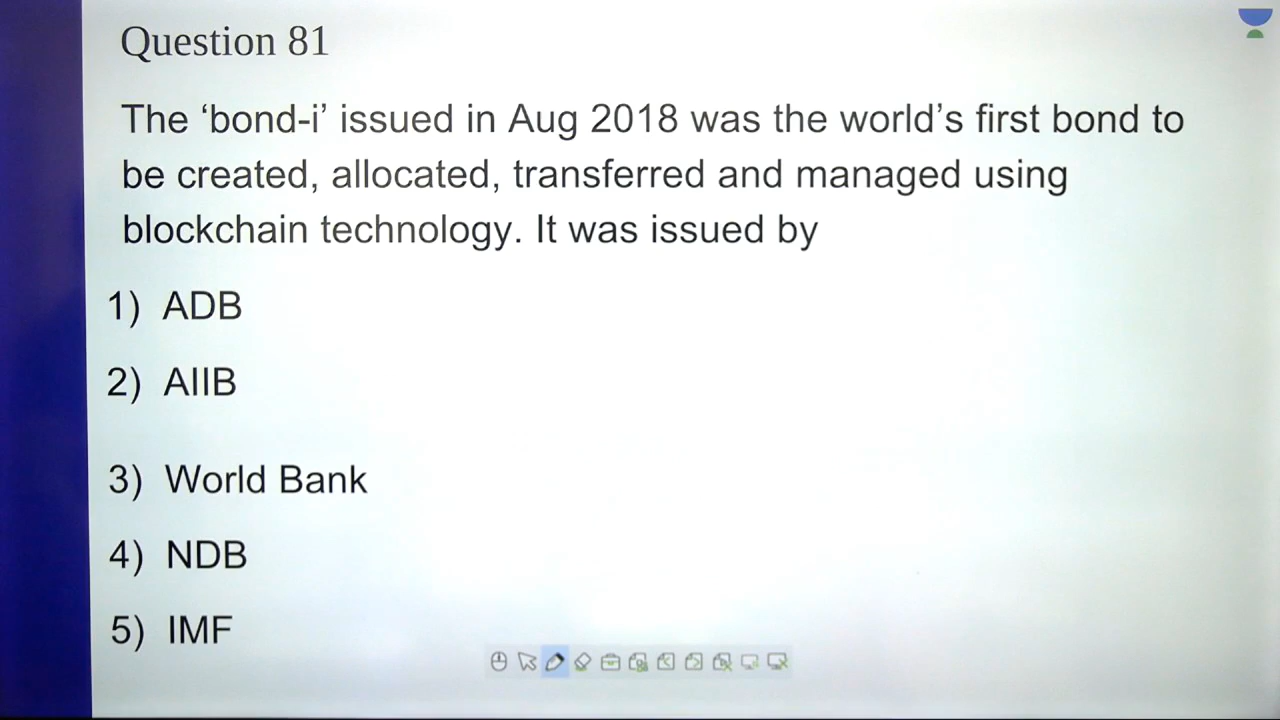 Question 81
The ‘bond-i’ issued in Aug 2018 was the world’s first bond to
be created, allocated, transferred and managed using
blockchain technology. It was issued by
1) ADB
2) AIIB
3) World Bank
4) NDB
5) IMF